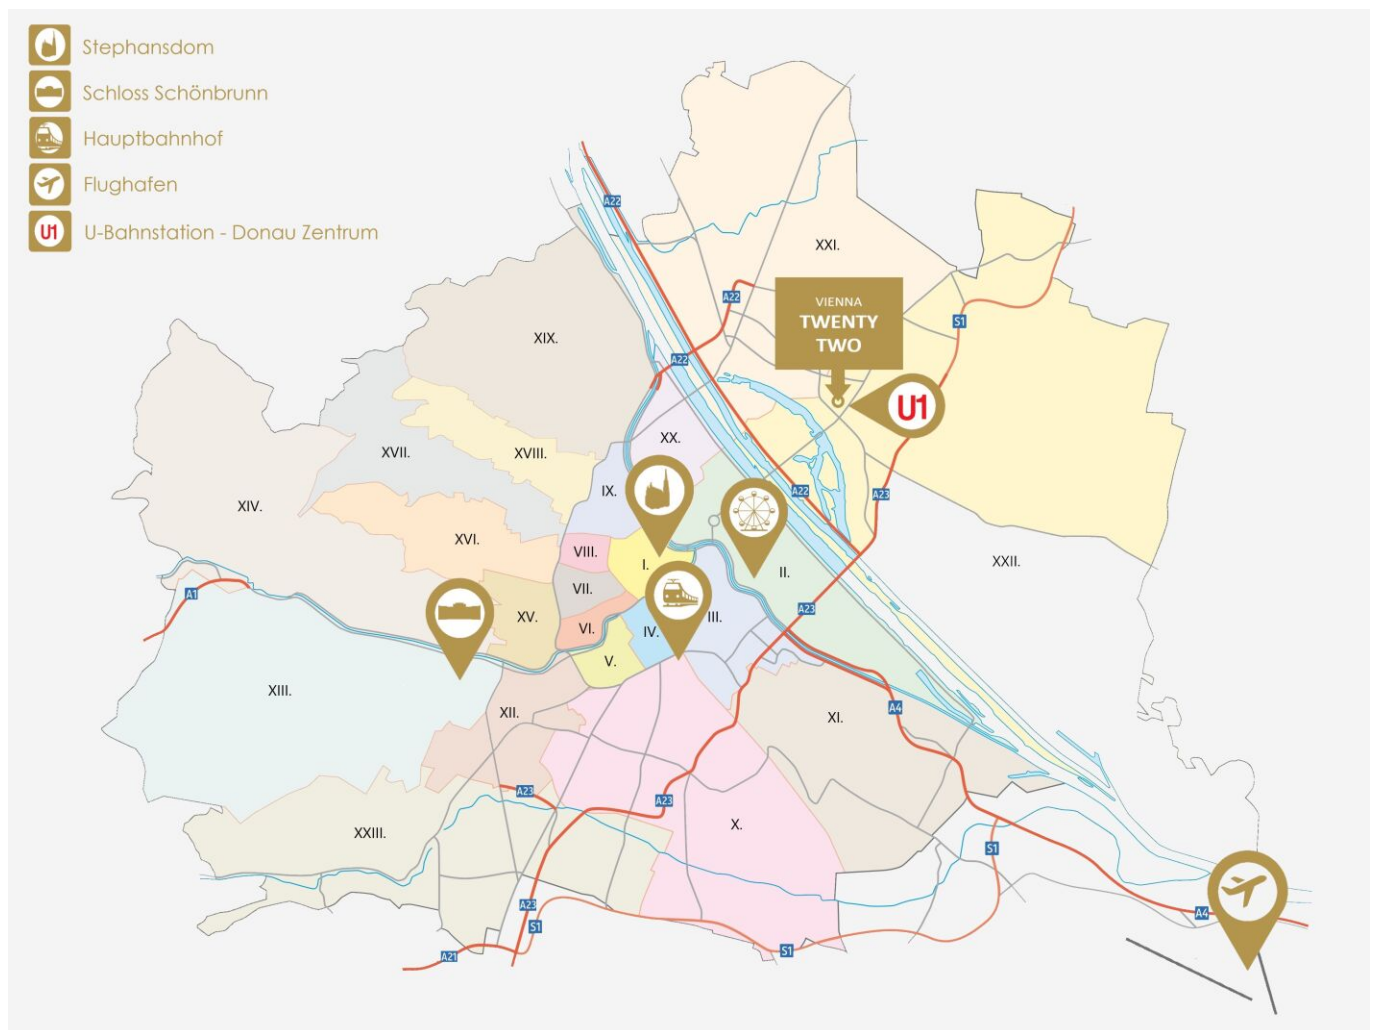 Stephansdom
Schloss Schönbrunn
Hauptbahnhof
Flughafen
U1 U-Bahnstation - Donau Zentrum
A22
XXI.
A22
VIENNA
TWENTY
TWO
S1
XIX.
A22
U1
XX.
XVII.
XVIII.
IX.
A22
A23
XIV.
XVI.
VIII.
I.
XXII.
II.
VII.
A1
XV.
A23
VI.
IV.
III.
V.
XIII.
XII.
A4
XI.
A23
A23
X.
XXIII.
S1
A23
A4
S1
S1
A21